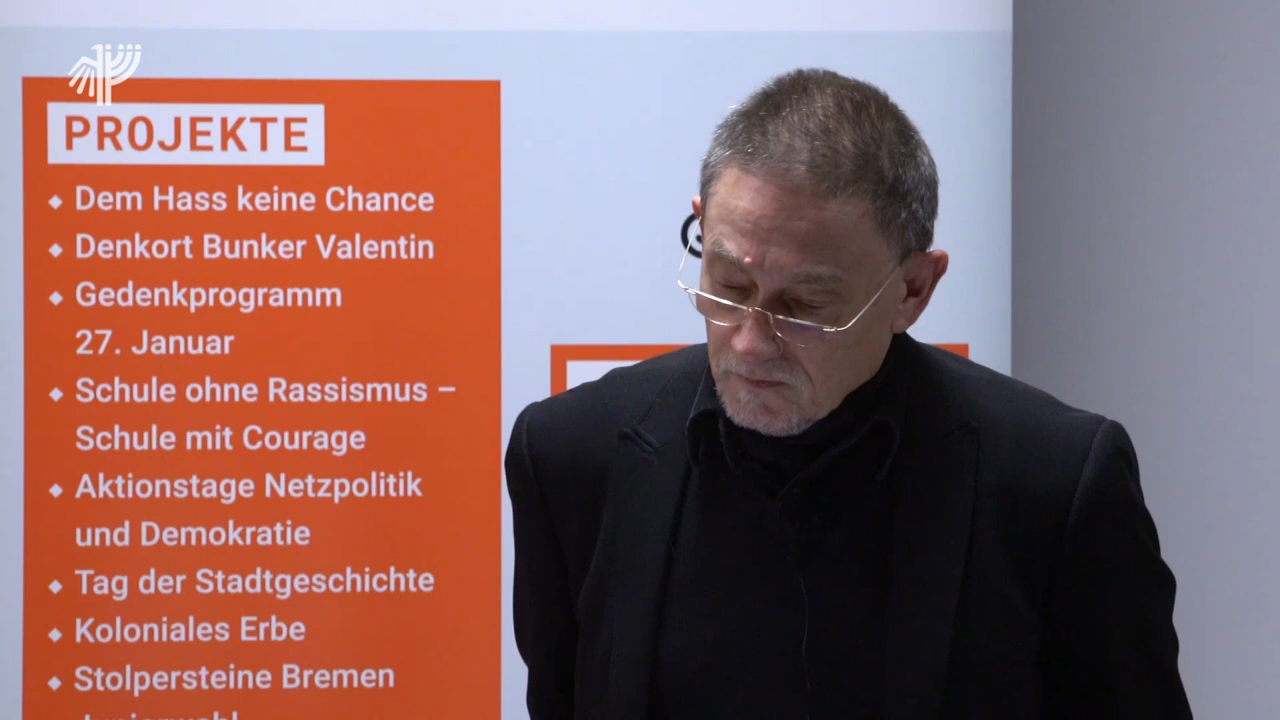 PROJEKTE
Dem Hass keine Chance
Denkort Bunker Valentin
Gedenkprogramm
27. Januar
Schule ohne Rassismus –
Schule mit Courage
Aktionstage Netzpolitik
und Demokratie
Tag der Stadtgeschichte
Koloniales Erbe
Stolpersteine Bremen